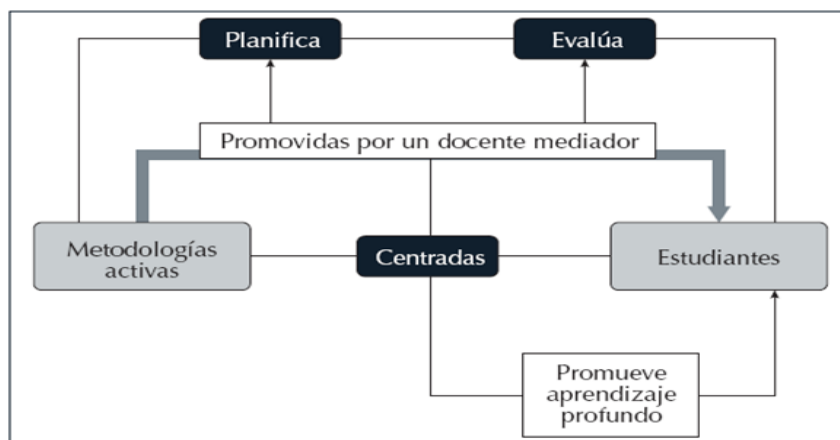 Planifica
Evalúa
Promovidas por un docente mediador
Metodologías
activas
Centradas
Estudiantes
Promueve
aprendizaje
profundo